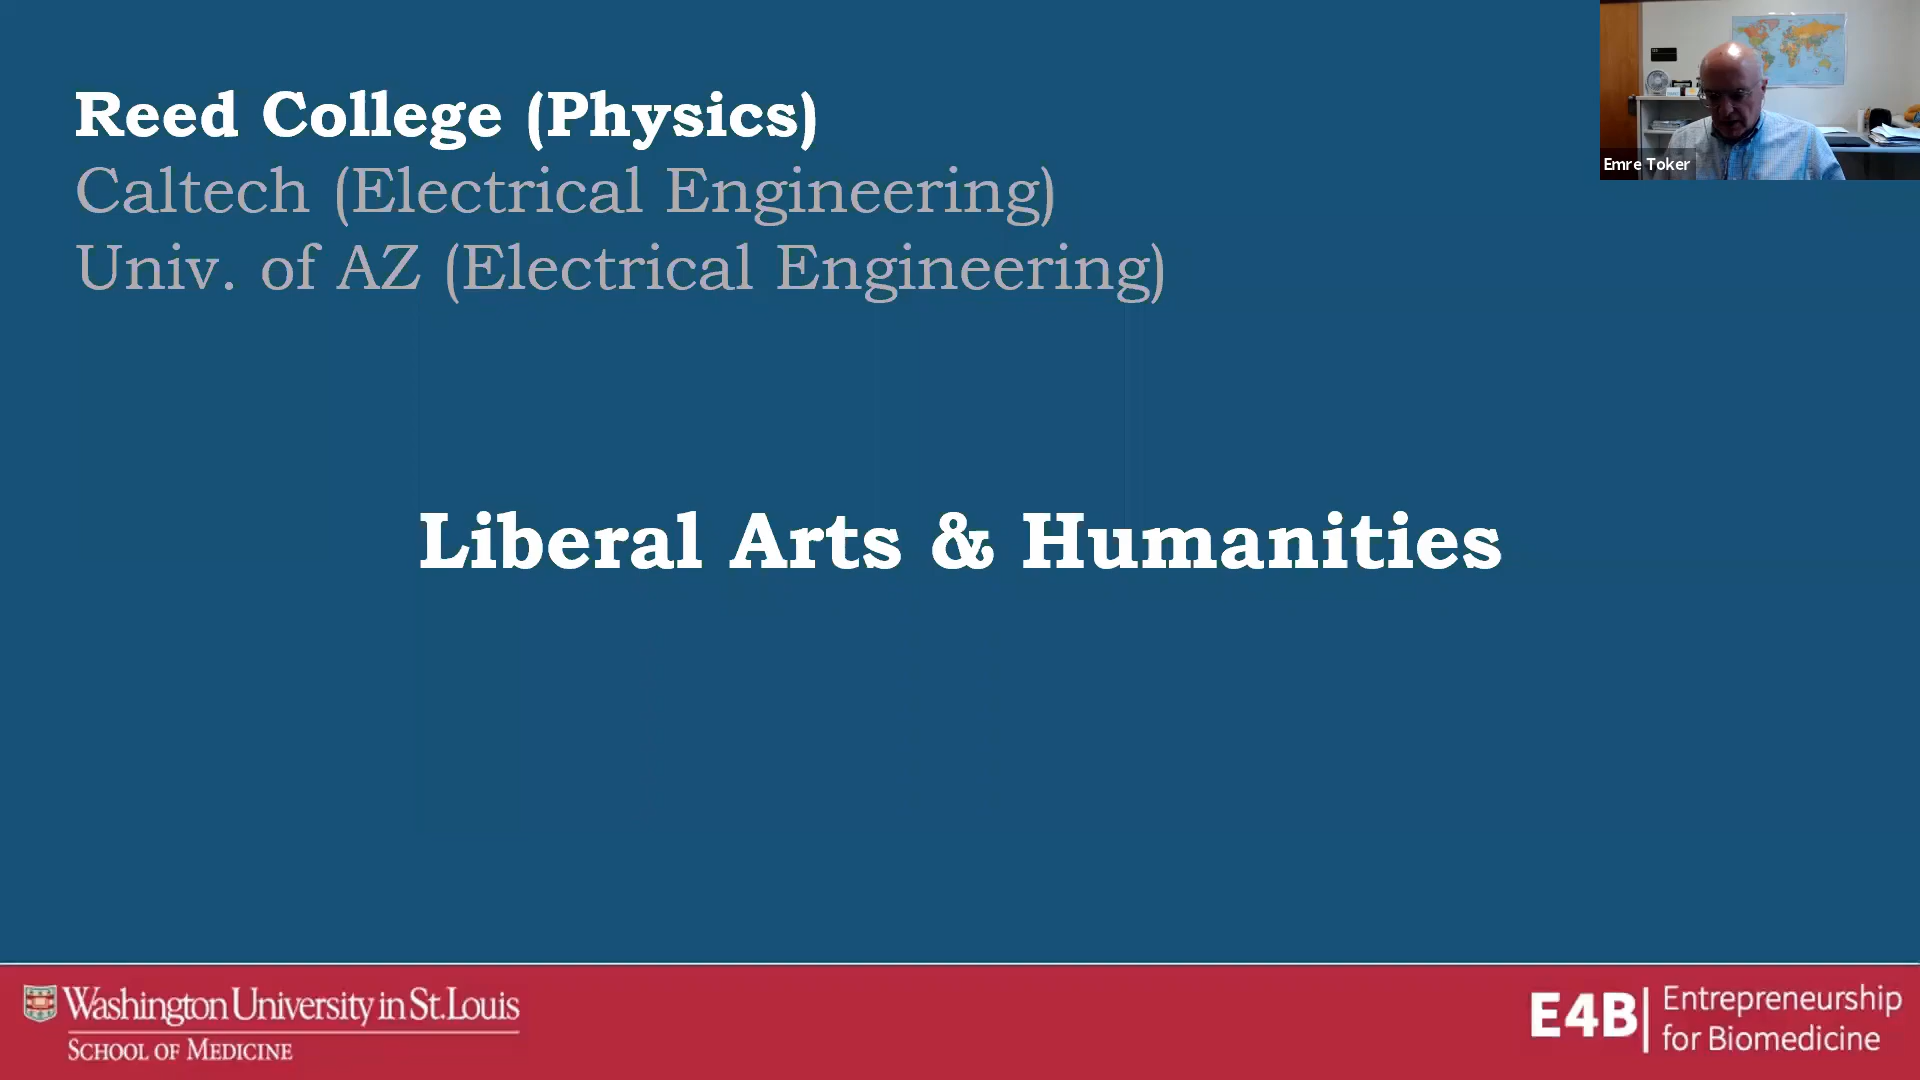 Reed College (Physics)
Caltech (Electrical Engineering)
Univ. of AZ (Electrical Engineering)
Emre Toker
Liberal Arts & Humanities
Washington University in St. Louis
SCHOOL OF MEDICINE
E4B
Entrepreneurship
for Biomedicine